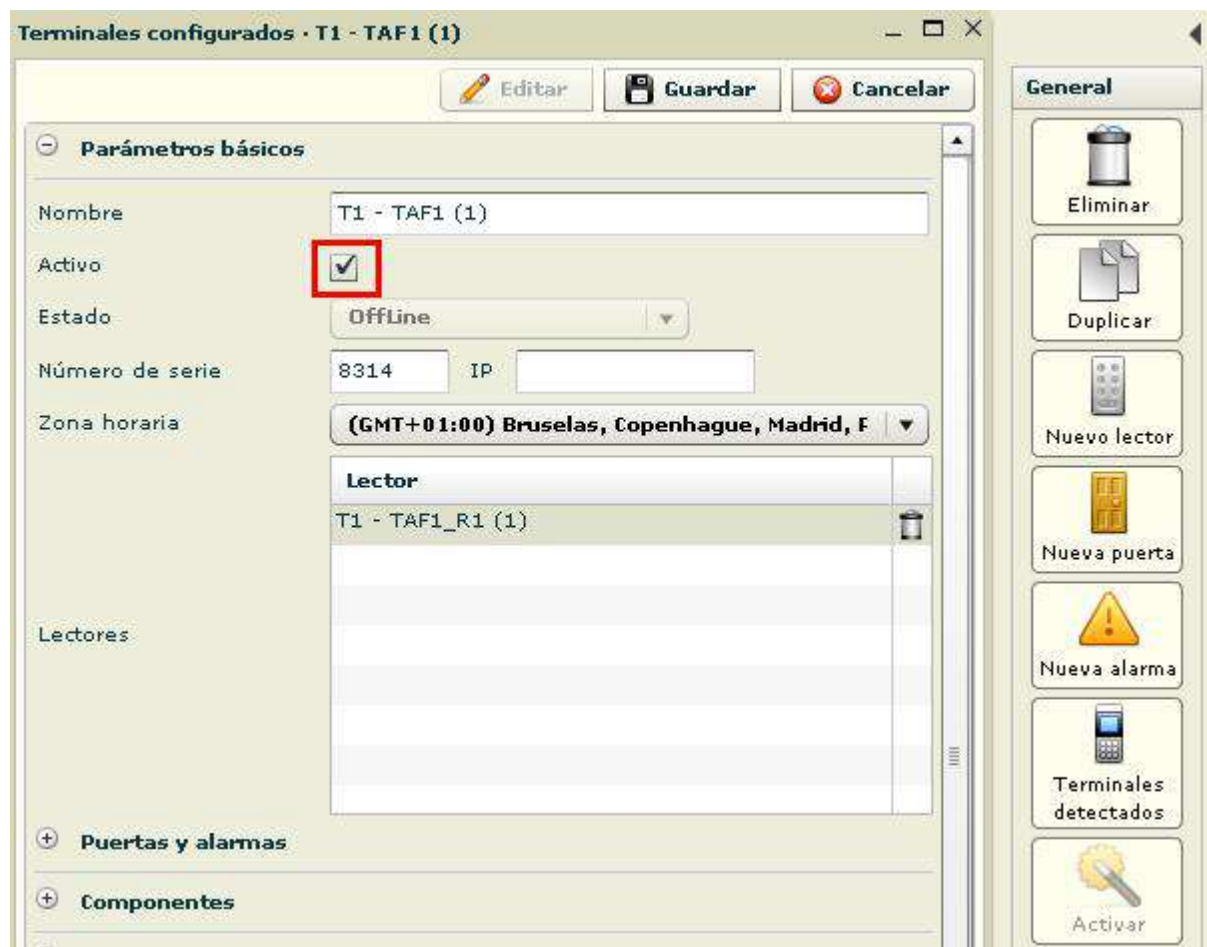 Terminales configurados · T1 - TAF1 (1)
Editar Guardar Cancelar
Parámetros básicos
Nombre T1 - TAF1 (1)
Activo
Estado OffLine
Número de serie 8314 IP
Zona horaria (GMT+01:00) Bruselas, Copenhague, Madrid, F
Lector
T1 - TAF1_R1 (1)
Lectores
Puertas y alarmas
Componentes
General
Eliminar
Duplicar
Nuevo lector
Nueva puerta
Nueva alarma
Terminales
detectados
Activar